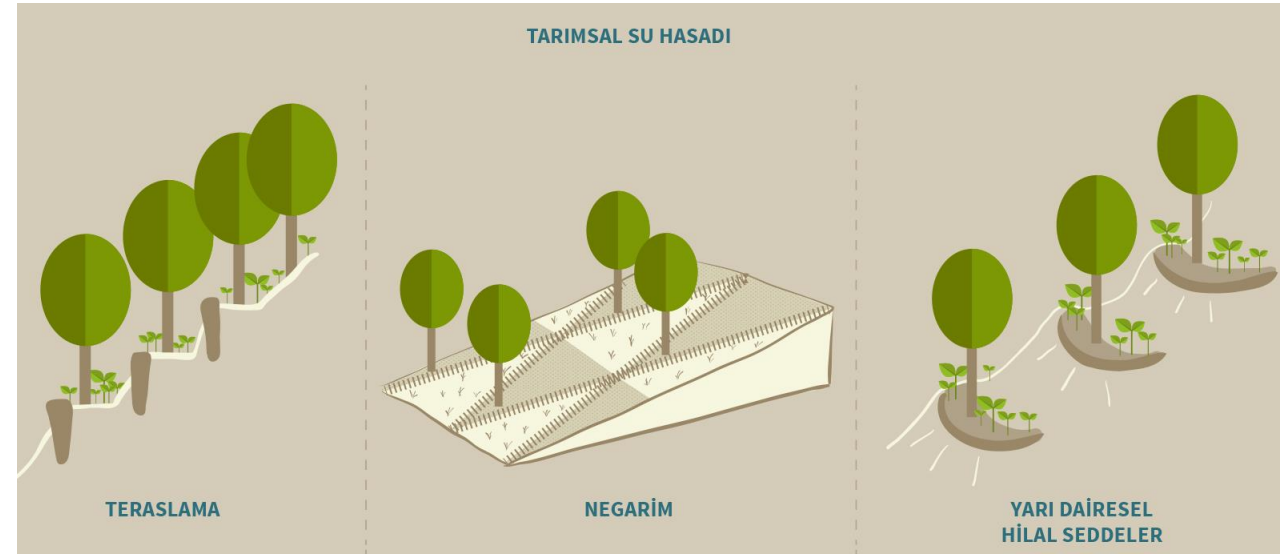 TARIMSAL SU HASADI
TERASLAMA
NEGARİM
YARI DAİRESEL
HİLAL SEDDELER